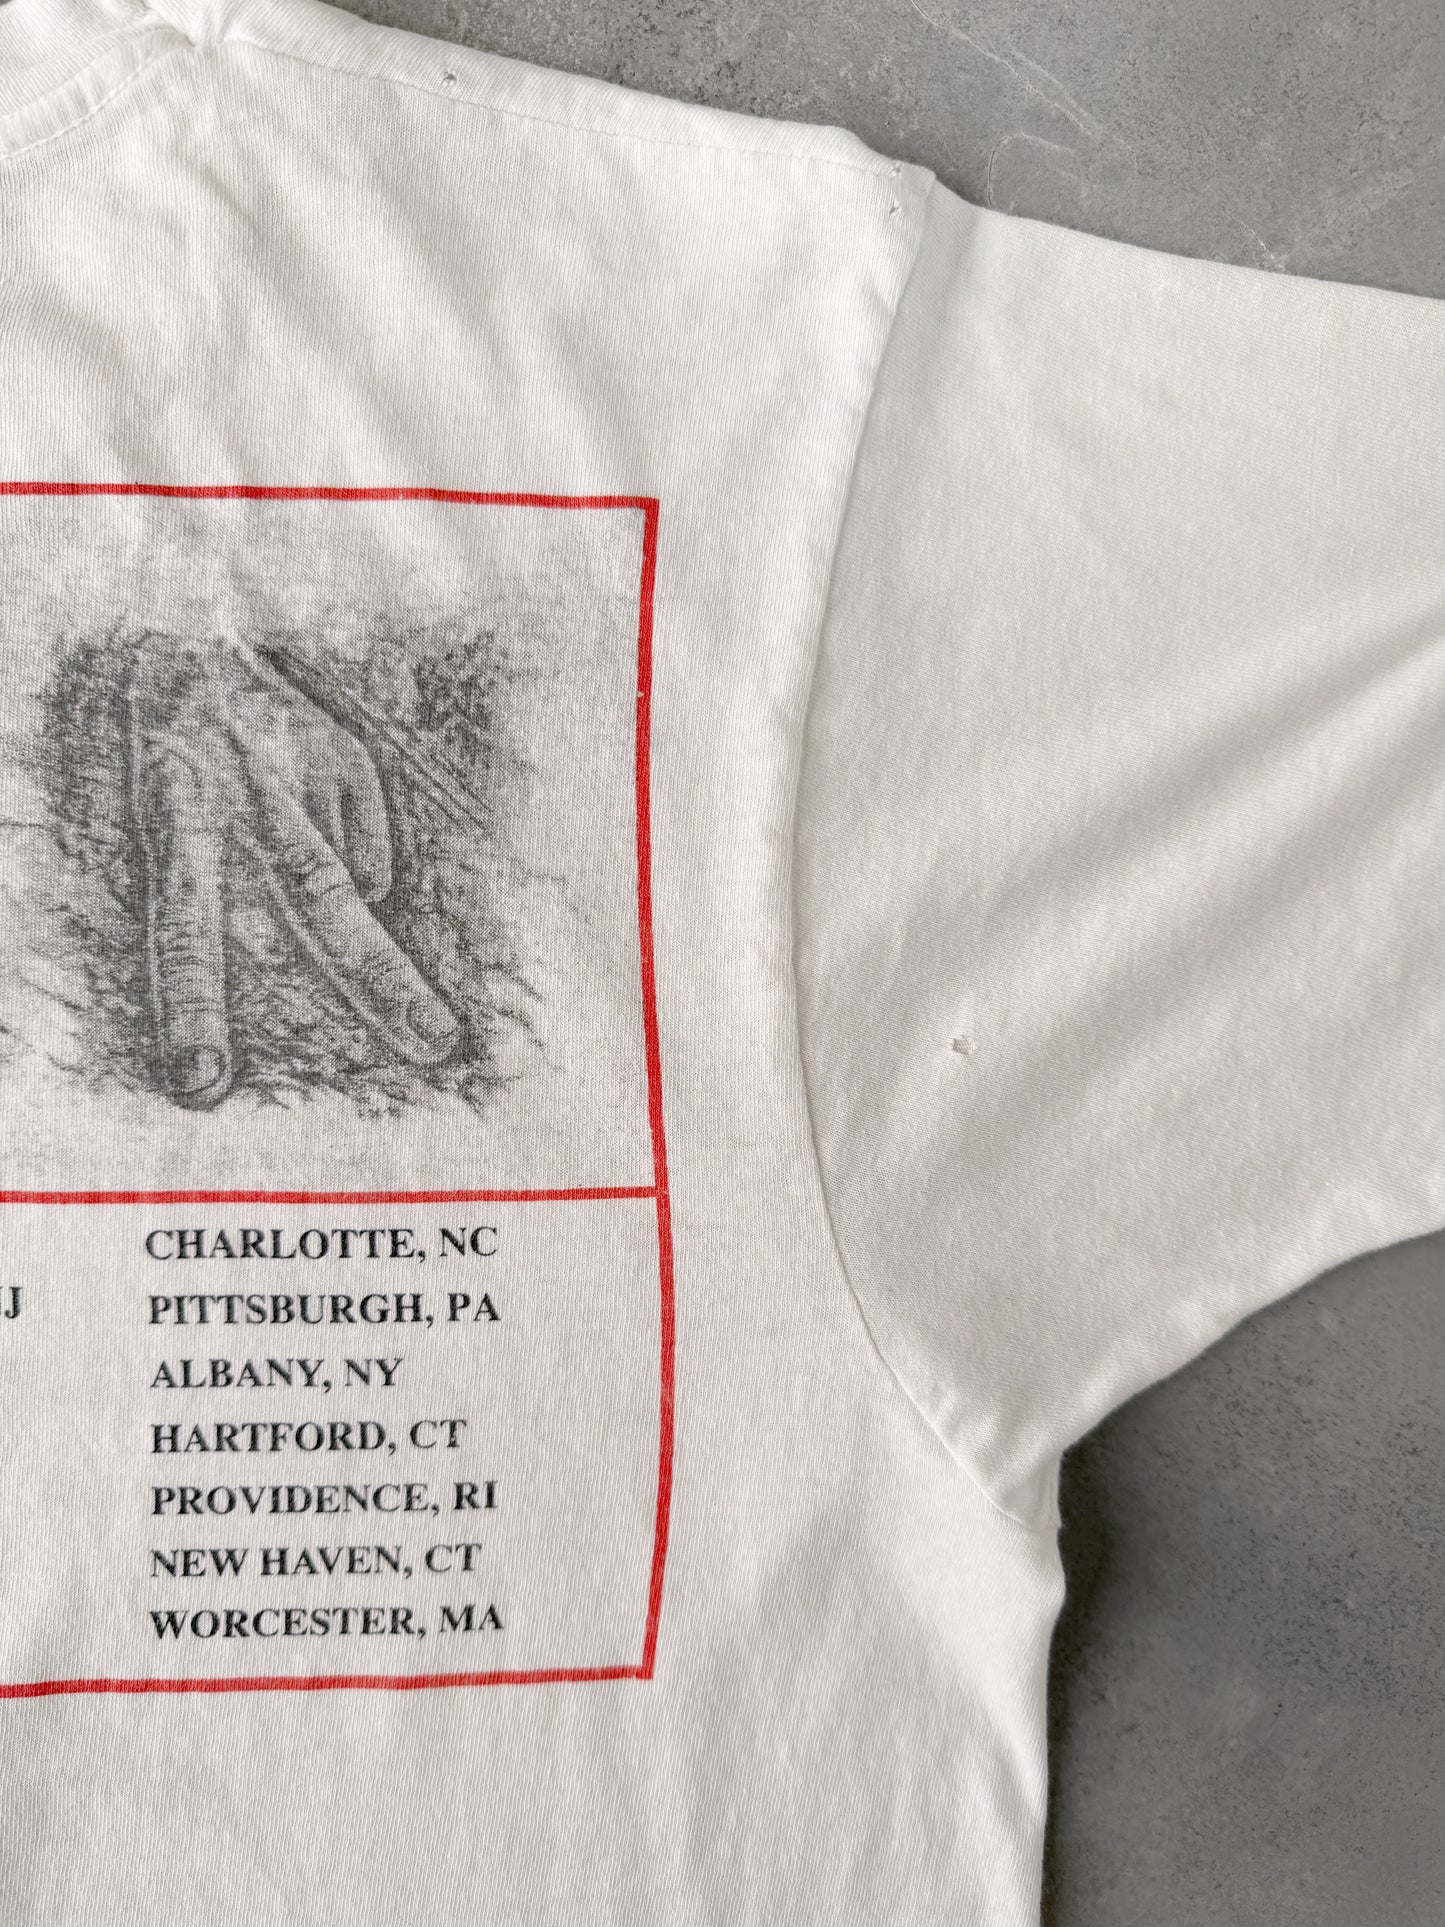 CHARLOTTE, NC
PITTSBURGH, PA
ALBANY, NY
HARTFORD, CT
PROVIDENCE, RI
NEW HAVEN, CT
WORCESTER, MA